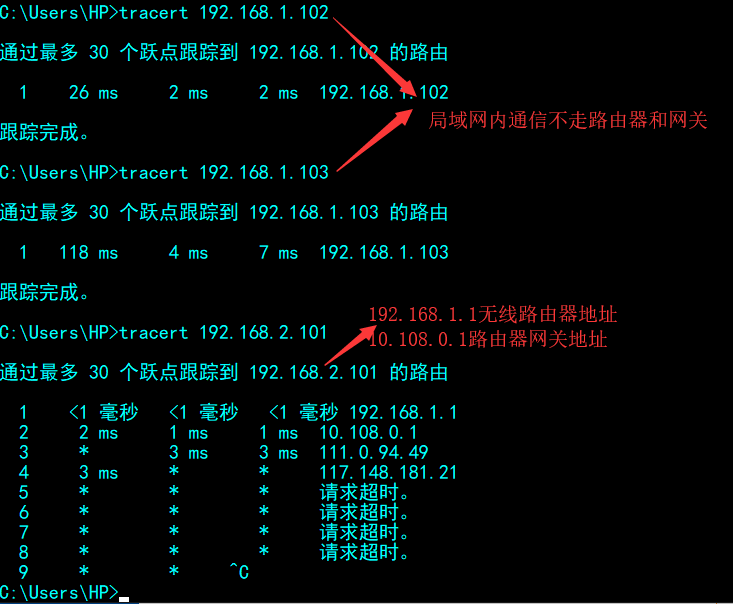 C:\Users\HP>tracert 192.168.1.102
通过最多 30 个跃点跟踪到 192.168.1.102 的路由
1 26 ms 2 ms 2 ms 192.168.1.102
局域网内通信不走路由器和网关
跟踪完成。
C:\Users\HP>tracert 192.168.1.103
通过最多 30 个跃点跟踪到 192.168.1.103 的路由
1 118 ms 4 ms 7 ms 192.168.1.103
跟踪完成。
192.168.1.1无线路由器地址
10.108.0.1路由器网关地址
C:\Users\HP>tracert 192.168.2.101
通过最多 30 个跃点跟踪到 192.168.2.101 的路由
1 <1 毫秒 <1 毫秒 <1 毫秒 192.168.1.1
2 2 ms 1 ms 1 ms 10.108.0.1
3 * 3 ms 3 ms 111.0.94.49
4 3 ms * * 117.148.181.21
5 * * * 请求超时。
6 * * * 请求超时。
7 * * * 请求超时。
8 * * * 请求超时。
9 * * ^C
C:\Users\HP>